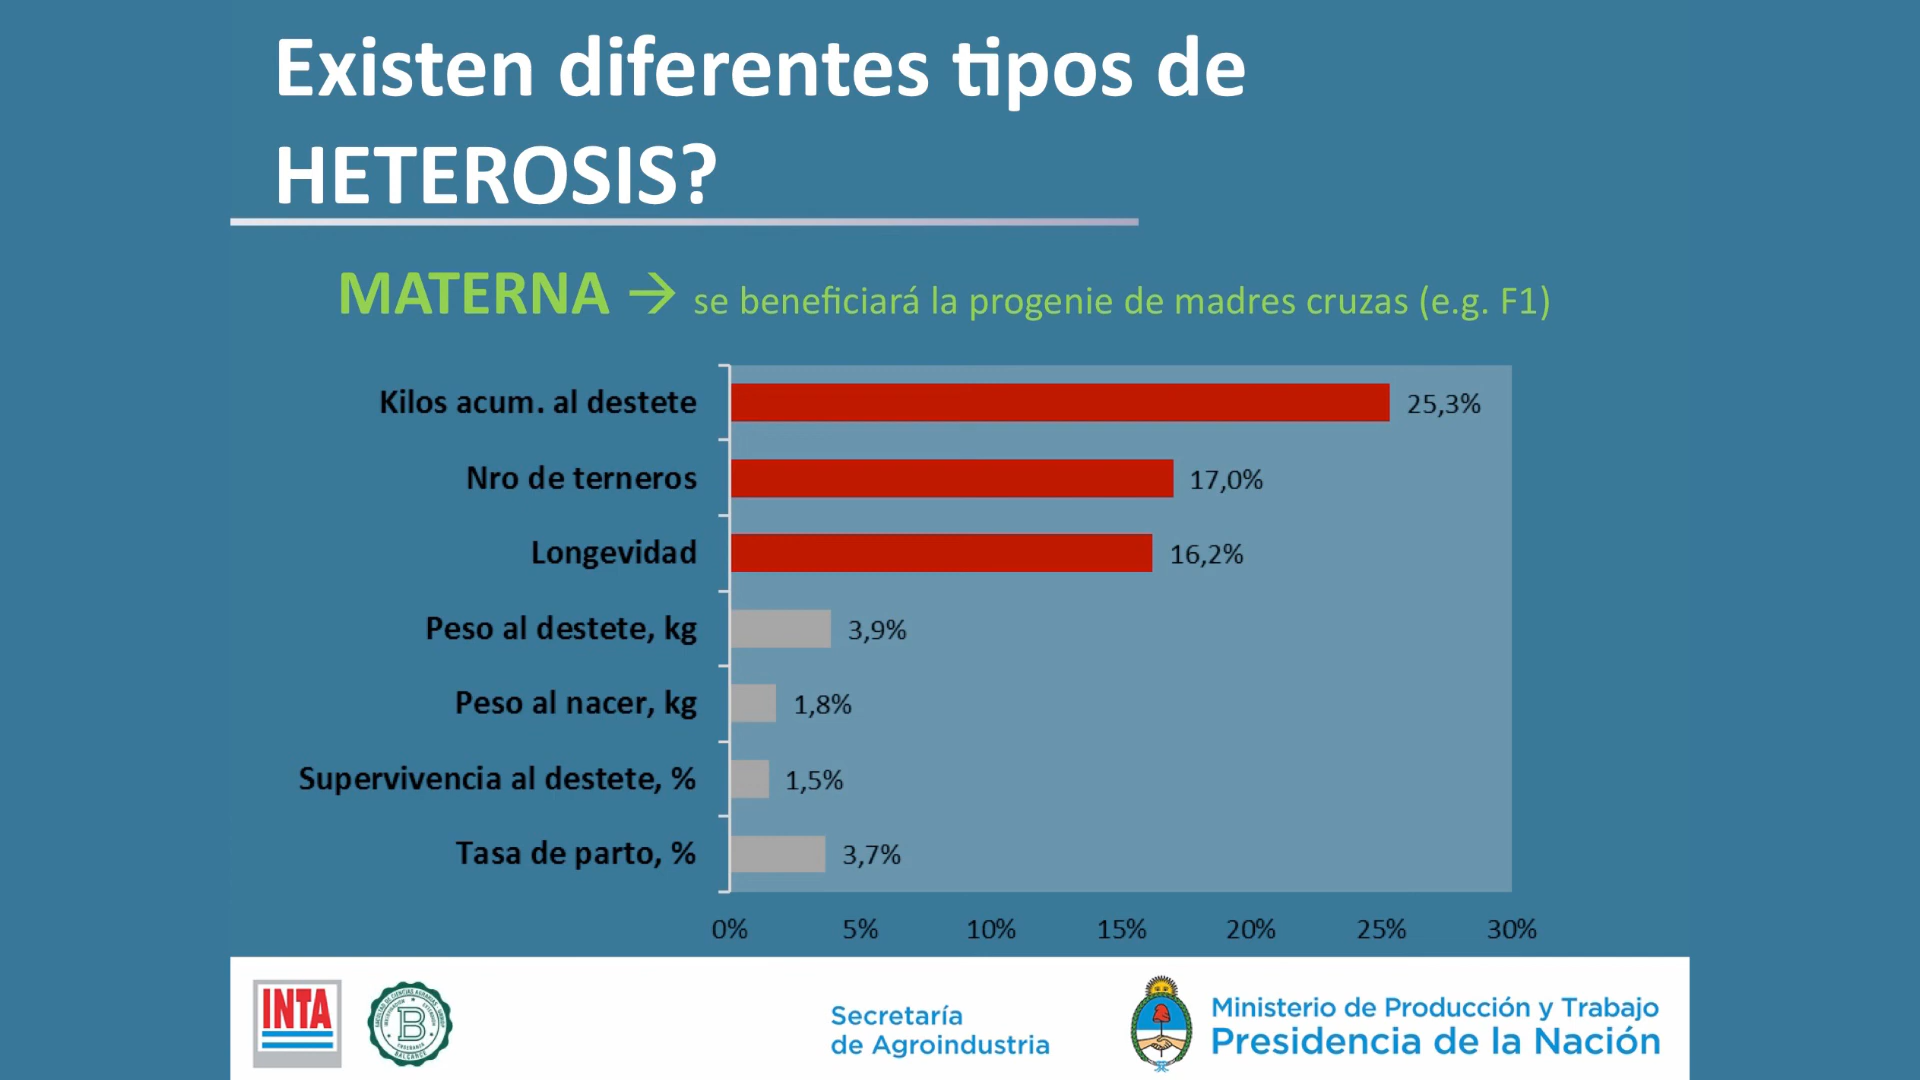 Existen diferentes tipos de
HETEROSIS?
MATERNA → se beneficiará la progenie de madres cruzas (e.g. F1)
Kilos acum. al destete 25,3%
Nro de terneros 17,0%
Longevidad 16,2%
Peso al destete, kg 3,9%
Peso al nacer, kg 1,8%
Supervivencia al destete, % 1,5%
Tasa de parto, % 3,7%
0% 5% 10% 15% 20% 25% 30%
INTA
B
BALCARCE
Secretaría
de Agroindustria
Ministerio de Producción y Trabajo
Presidencia de la Nación